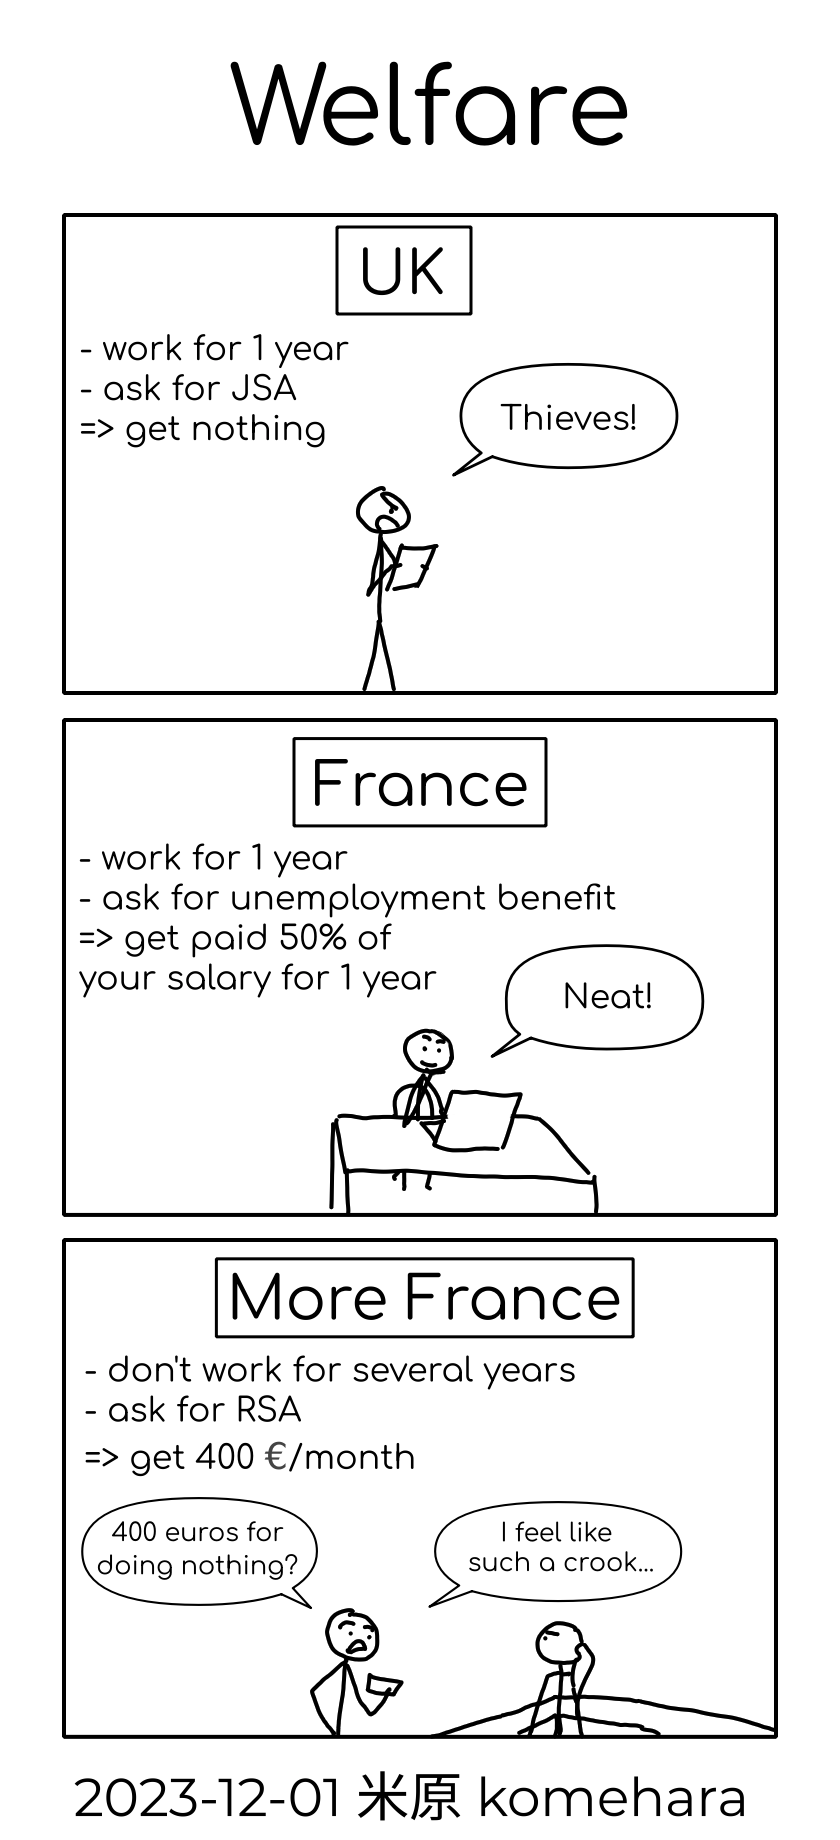 Welfare
UK
- work for 1 year
- ask for JSA
=> get nothing
Thieves!
France
- work for 1 year
- ask for unemployment benefit
=> get paid 50% of
your salary for 1 year
Neat!
More France
- don't work for several years
- ask for RSA
=> get 400 €/month
400 euros for
doing nothing?
I feel like
such a crook...
2023-12-01 米原 komehara